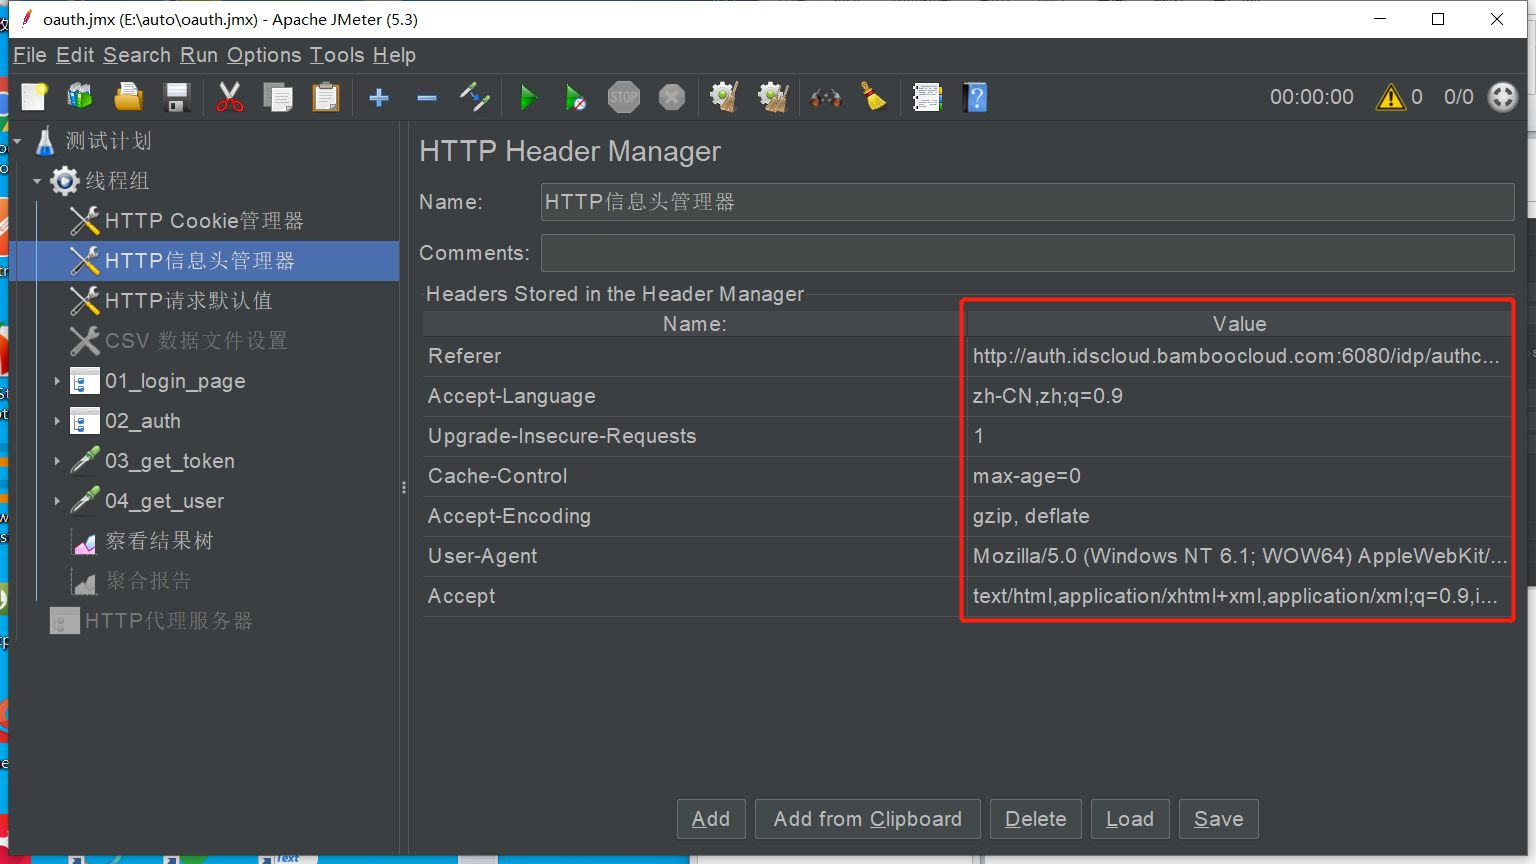 oauth.jmx (E:\auto\oauth.jmx) - Apache JMeter (5.3)
File Edit Search Run Options Tools Help
STOP
00:00:00 0 0/0
测试计划
线程组
HTTP Cookie管理器
HTTP信息头管理器
HTTP请求默认值
CSV 数据文件设置
01_login_page
02_auth
03_get_token
04_get_user
察看结果树
聚合报告
HTTP代理服务器
HTTP Header Manager
Name: HTTP信息头管理器
Comments:
Headers Stored in the Header Manager
Name: Value
Referer http://auth.idscloud.bamboocloud.com:6080/idp/authc...
Accept-Language zh-CN,zh;q=0.9
Upgrade-Insecure-Requests 1
Cache-Control max-age=0
Accept-Encoding gzip, deflate
User-Agent Mozilla/5.0 (Windows NT 6.1; WOW64) AppleWebKit/...
Accept text/html,application/xhtml+xml,application/xml;q=0.9,i...
Add Add from Clipboard Delete Load Save
Text